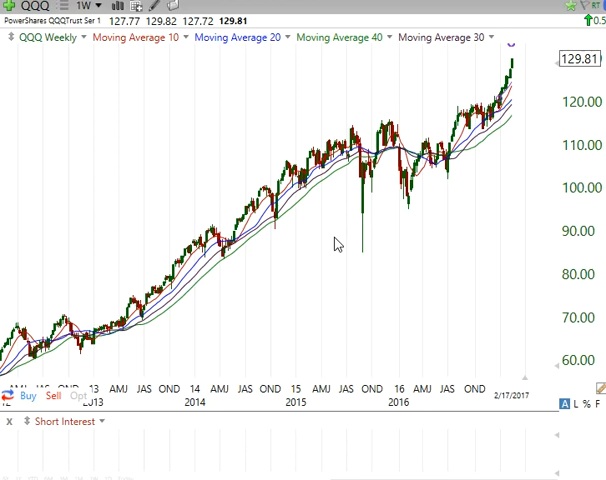 QQQ 1W
PowerShares QQQTrust Ser 1 127.77 129.82 127.72 129.81 0.5
QQQ Weekly Moving Average 10 Moving Average 20 Moving Average 40 Moving Average 30
129.81
120.00
110.00
100.00
90.00
80.00
70.00
60.00
AMJ JAS OND 13 AMJ JAS OND 14 AMJ JAS OND 15 AMJ JAS OND 16 AMJ JAS OND
12 2013 2014 2015 2016 2/17/2017
Buy Sell Opt
A L % F
X Short Interest